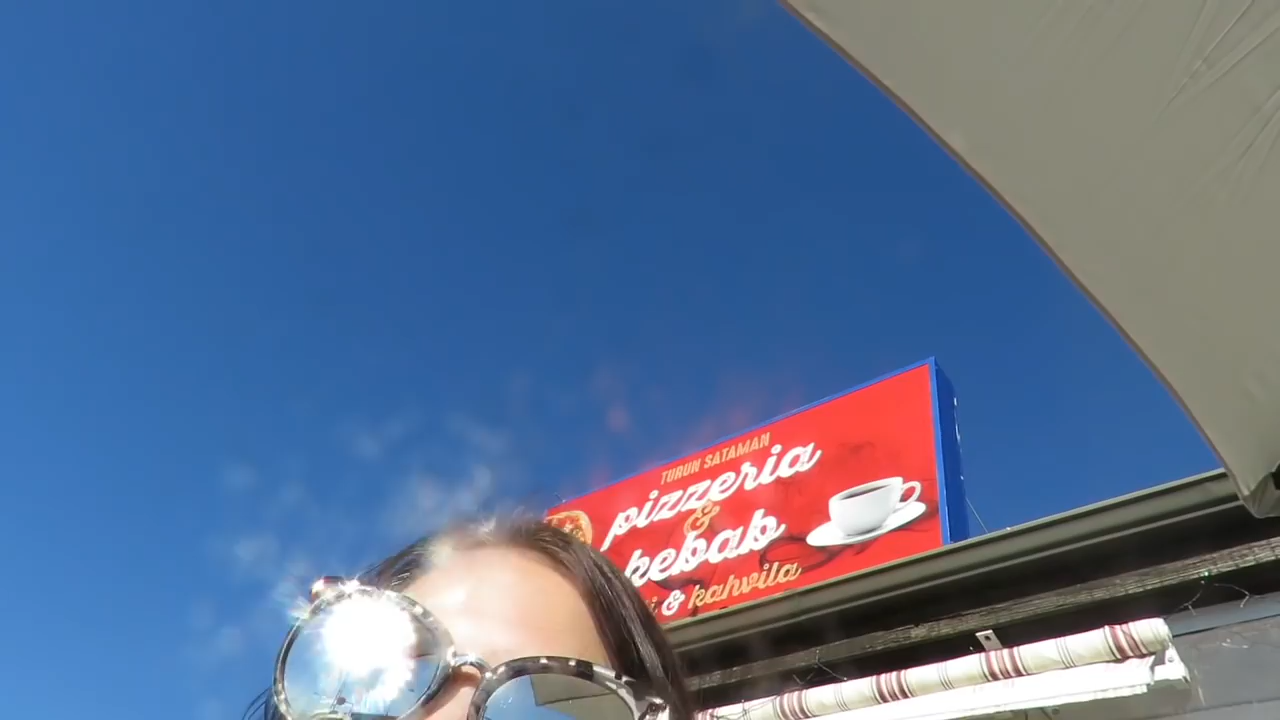 TURUN SATAMAN
pizzeria
&
kebab
& kahvila